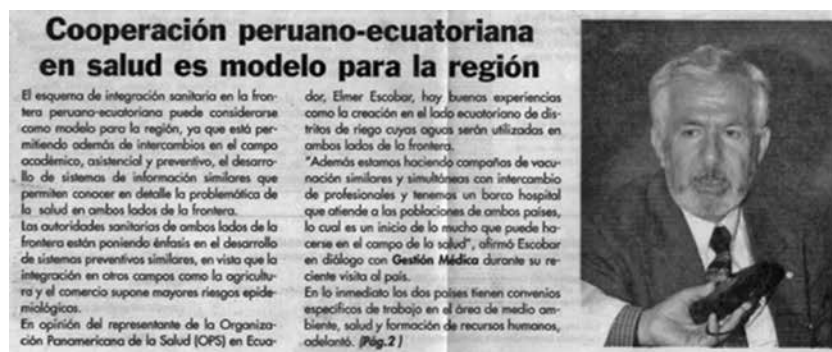 Cooperación peruano-ecuatoriana
en salud es modelo para la región
El esquema de integración sanitaria en la fron-
tera peruano-ecuatoriana puede considerarse
como modelo para la región, ya que está per-
mitiendo además de intercambios en el campo
académico, asistencial y preventivo, el desarro-
llo de sistemas de información similares que
permiten conocer en detalle la problemática de
la salud en ambos lados de la frontera.
Las autoridades sanitarias de ambos lados de la
frontera están poniendo énfasis en el desarrollo
de sistemas preventivos similares, en vista que la
integración en otros campos como la agricultu-
ra y el comercio supone mayores riesgos epide-
miológicos.
En opinión del representante de la Organiza-
ción Panamericana de la Salud (OPS) en Ecua-
dor, Elmer Escobar, hay buenas experiencias
como la creación en el lado ecuatoriano de dis-
tritos de riego cuyas aguas serán utilizadas en
ambos lados de la frontera.
"Además estamos haciendo campañas de vacu-
nación similares y simultáneas con intercambio
de profesionales y tenemos un barco hospital
que atiende a las poblaciones de ambos países,
lo cual es un inicio de lo mucho que puede ha-
cerse en el campo de la salud", afirmó Escobar
en diálogo con Gestión Médica durante su re-
ciente visita al país.
En lo inmediato los dos países tienen convenios
específicos de trabajo en el área de medio am-
biente, salud y formación de recursos humanos,
adelantó. (Pág.2 )